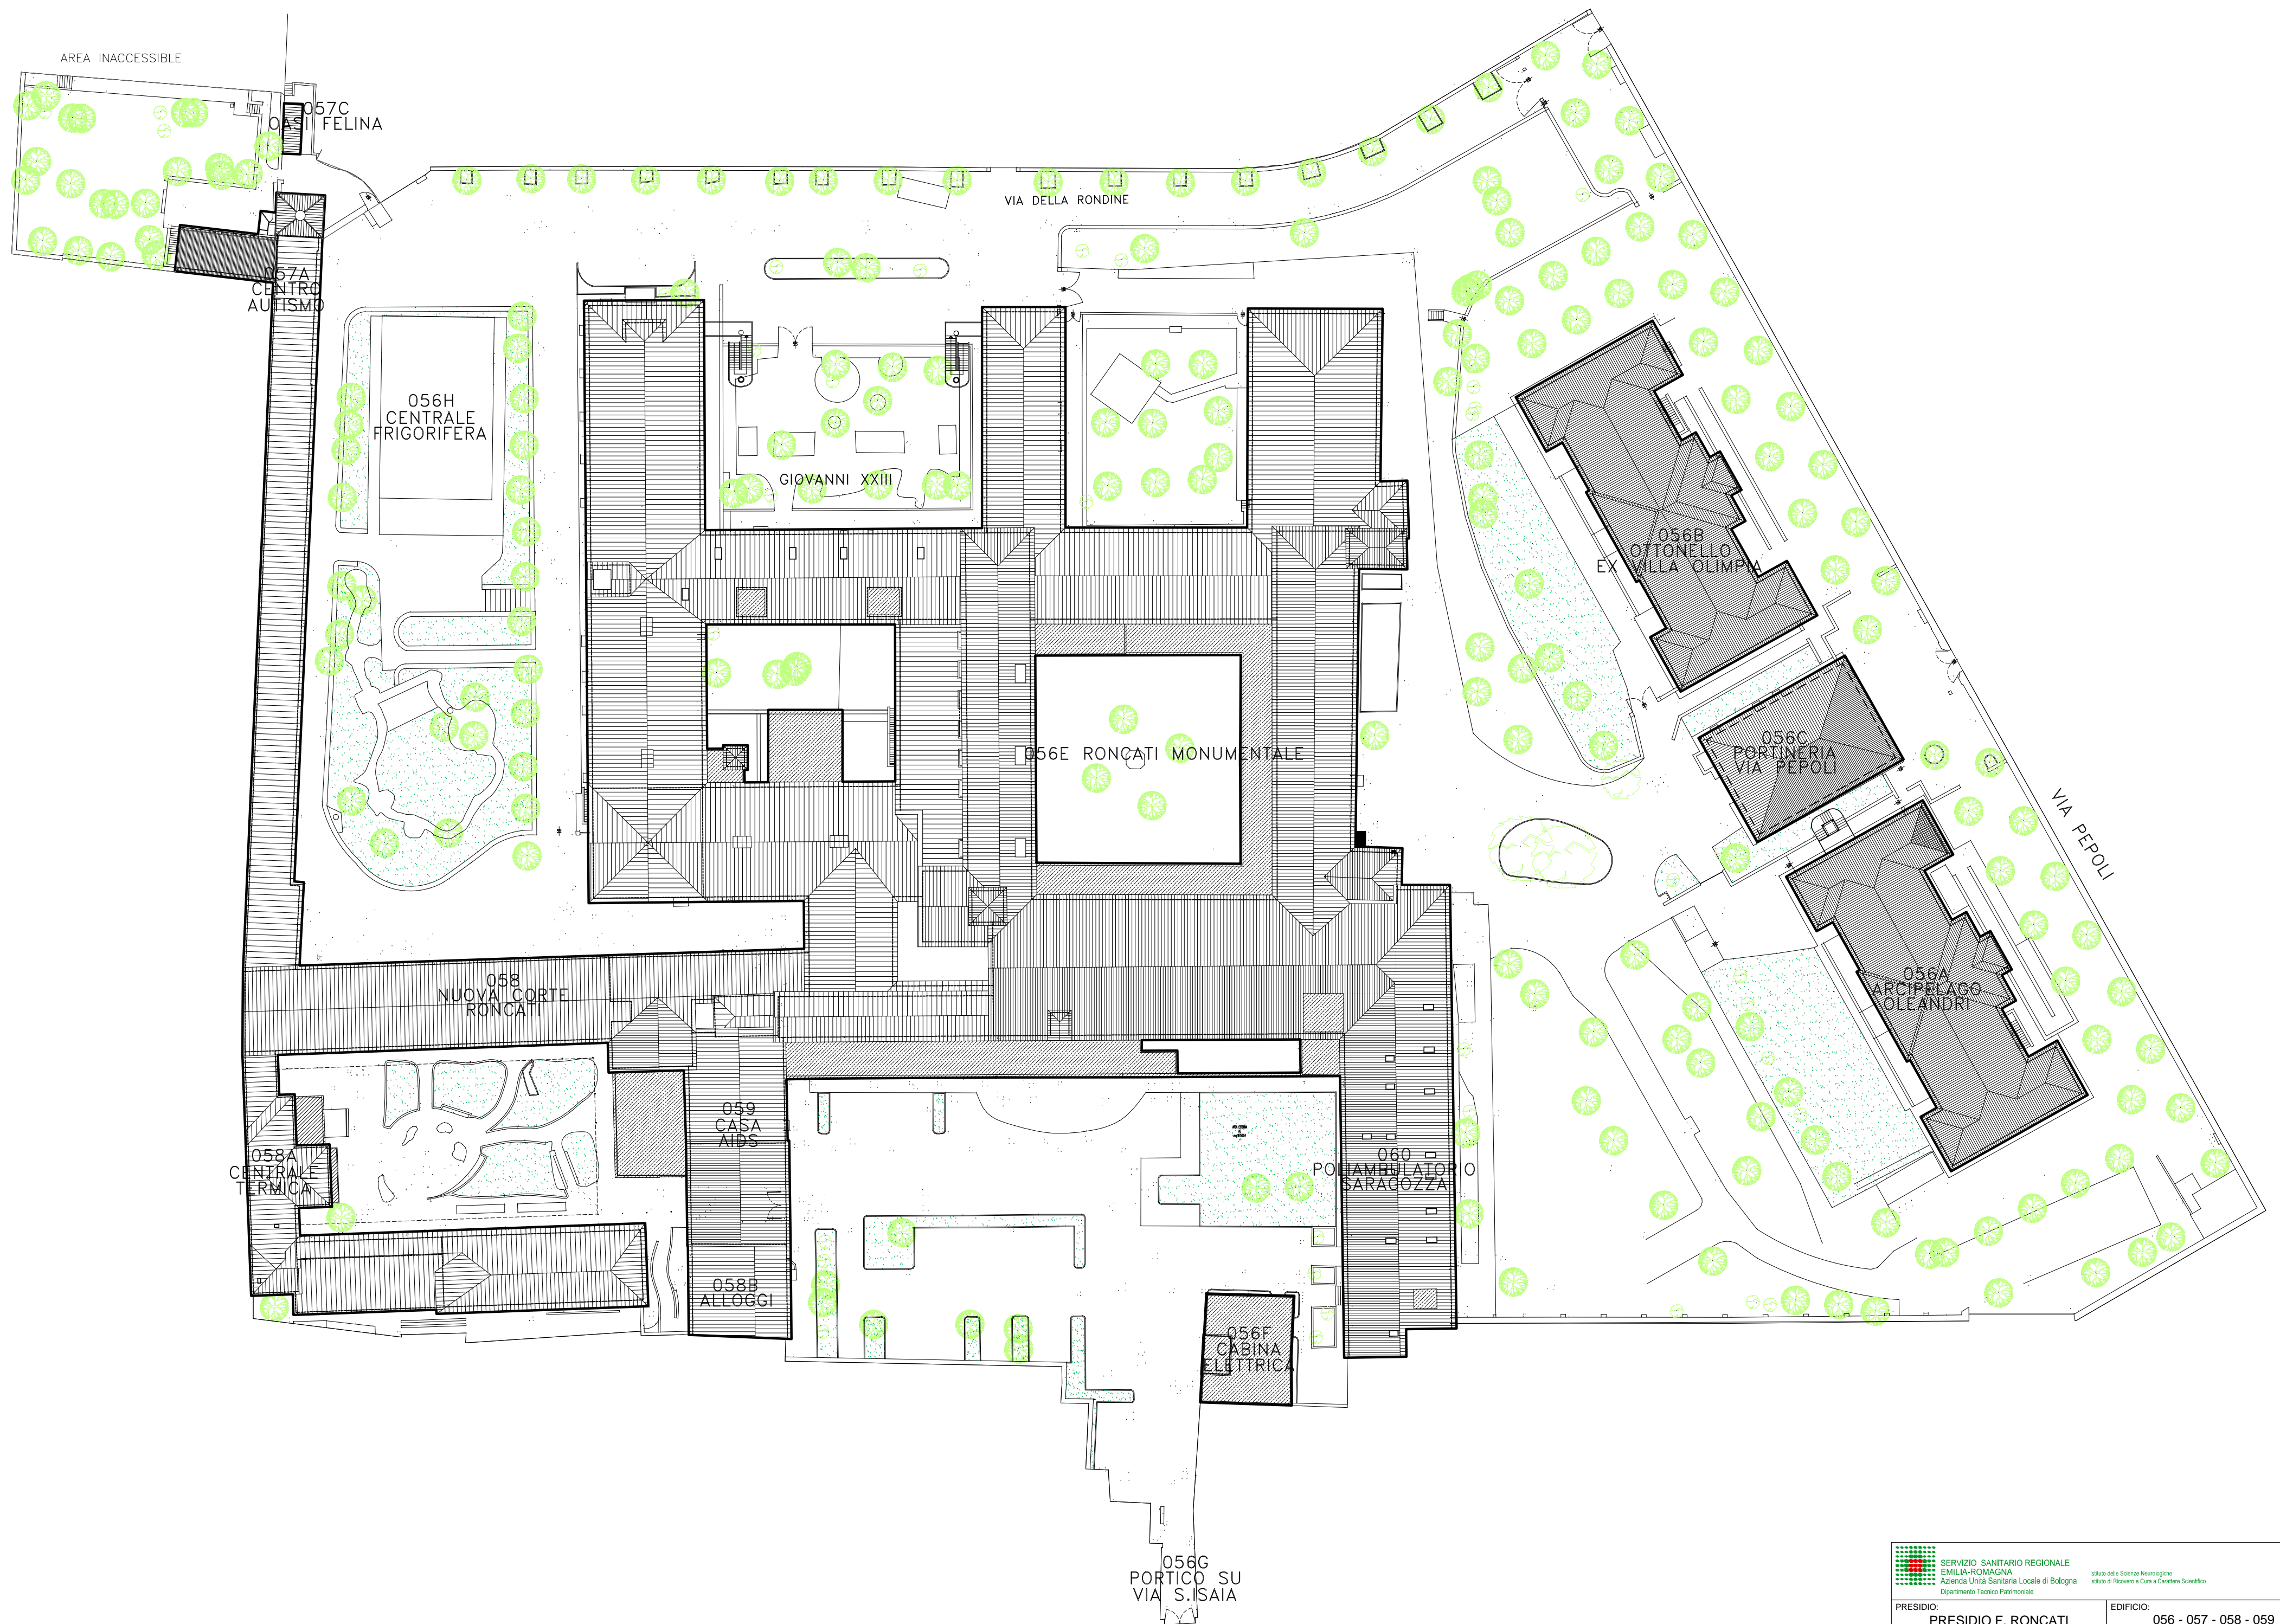 AREA INACCESSIBLE
057C
OASI FELINA
VIA DELLA RONDINE
057A
CENTRO
AUTISMO
056H
CENTRALE
FRIGORIFERA
GIOVANNI XXIII
056B
OTTONELLO
EX VILLA OLIMPIA
056E RONCATI MONUMENTALE
056C
PORTINERIA
VIA PEPOLI
VIA PEPOLI
058
NUOVA CORTE
RONCATI
056A
ARCIPELAGO
OLEANDRI
059
CASA
AIDS
058A
CENTRALE
TERMICA
060
POLIAMBULATORIO
SARAGOZZA
058B
ALLOGGI
056F
CABINA
ELETTRICA
056G
PORTICO SU
VIA S.ISAIA
SERVIZIO SANITARIO REGIONALE
EMILIA-ROMAGNA
Azienda Unità Sanitaria Locale di Bologna
Istituto delle Scienze Neurologiche
Istituto di Ricovero e Cura a Carattere Scientifico
Dipartimento Tecnico Patrimoniale
PRESIDIO:
PRESIDIO F. RONCATI
EDIFICIO:
056 - 057 - 058 - 059